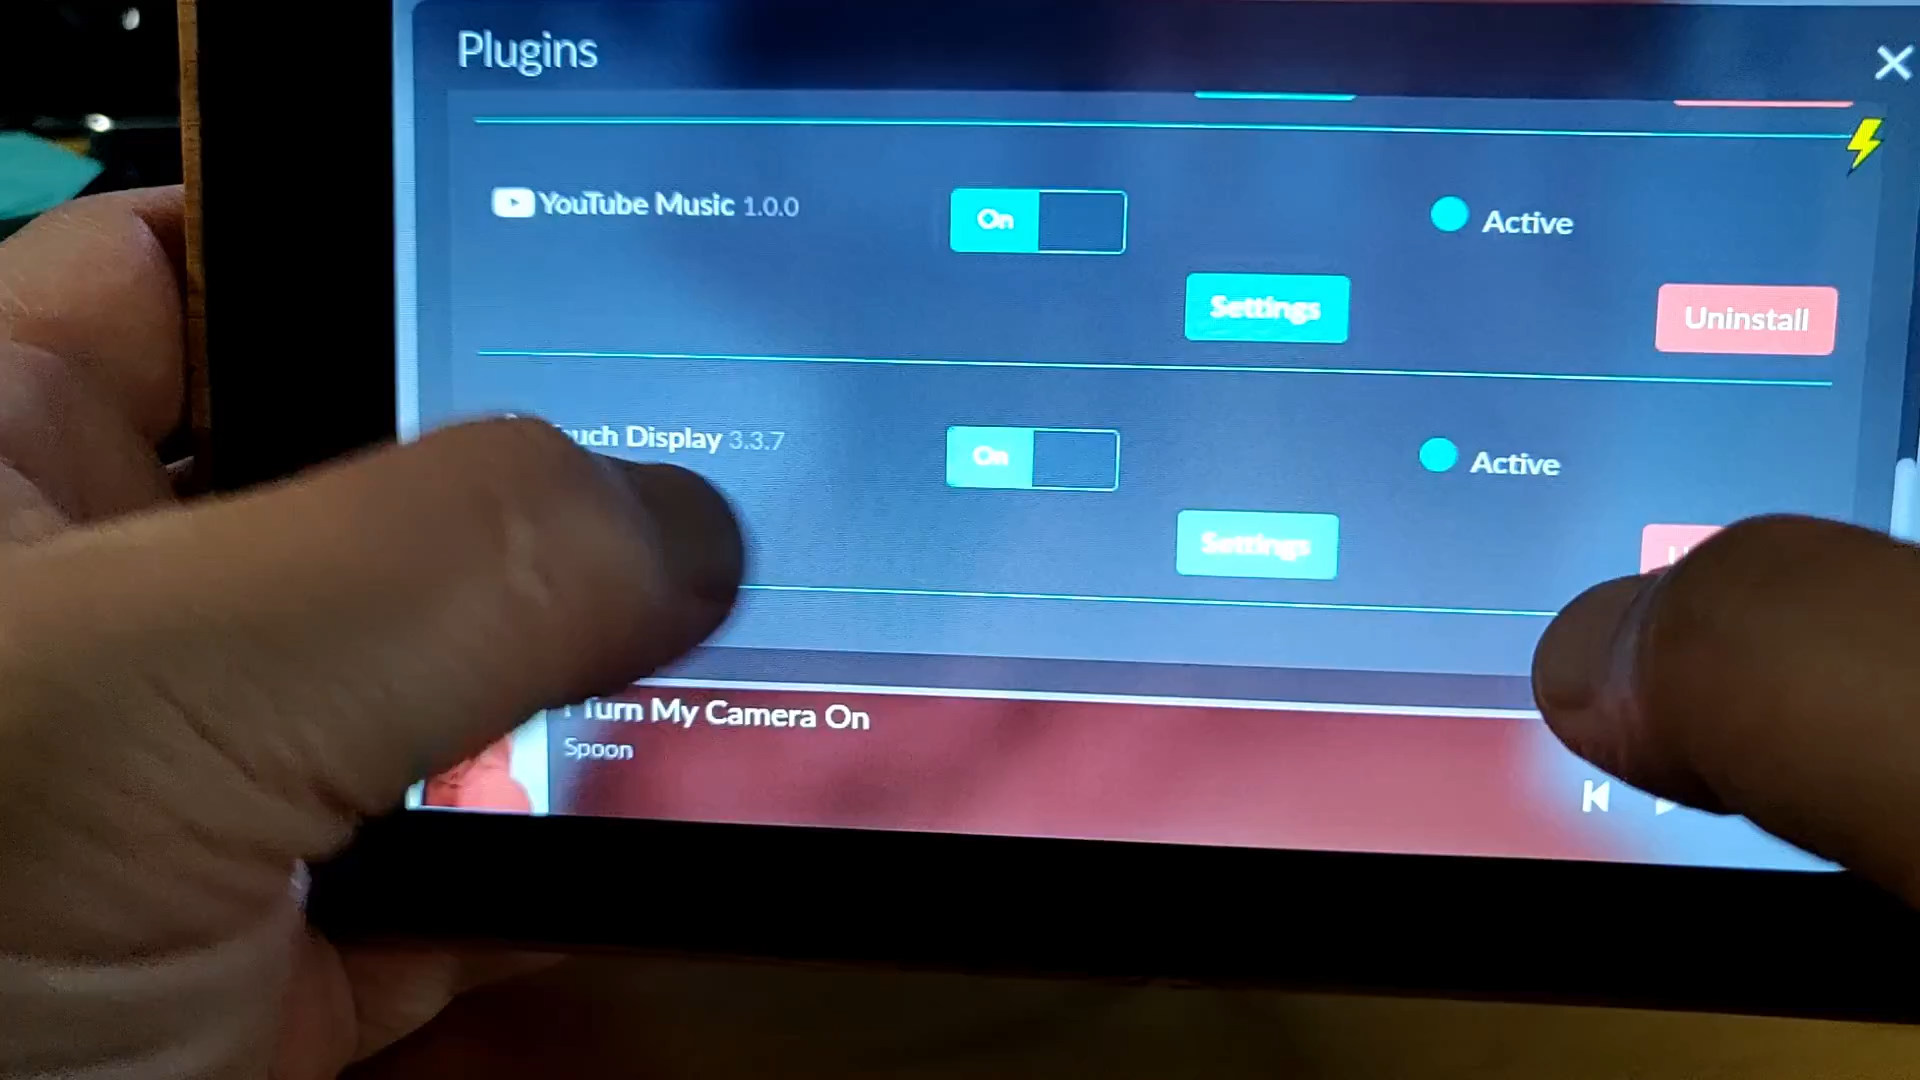 Plugins
YouTube Music 1.0.0
On
Active
Settings
Uninstall
Display 3.3.7
On
Active
Settings
Turn My Camera On
Spoon